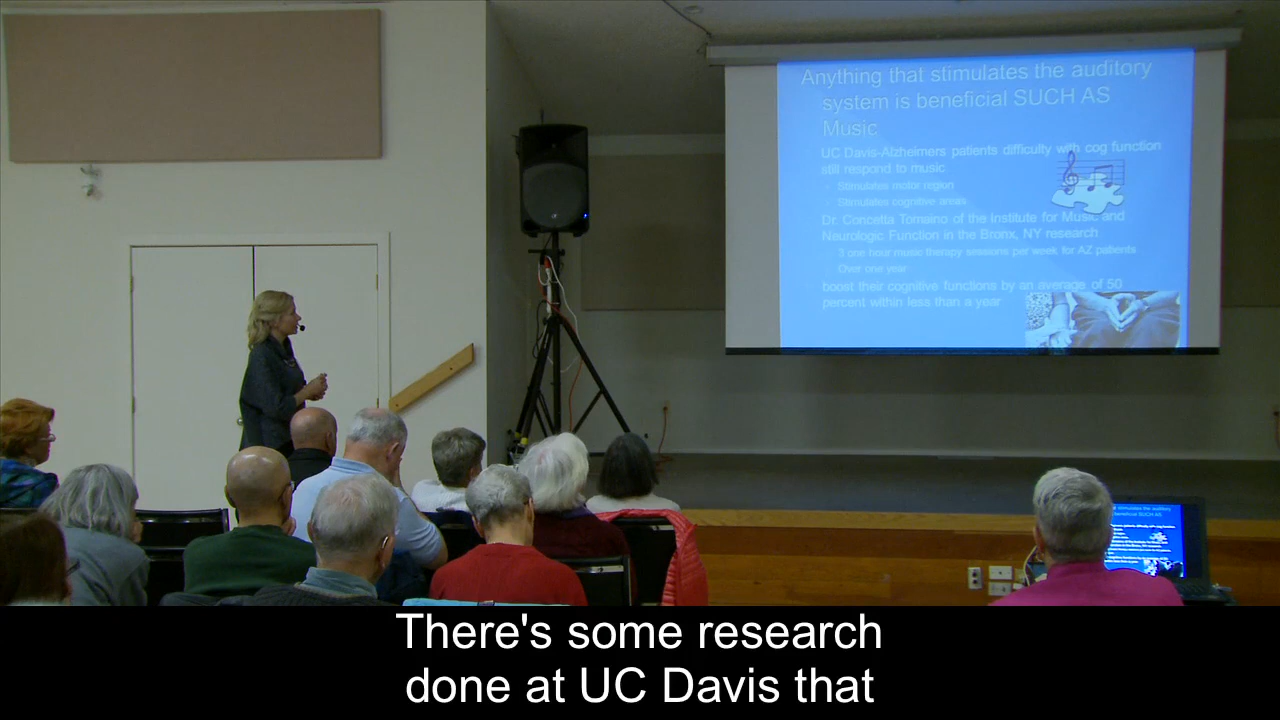 Anything that stimulates the auditory
system is beneficial SUCH AS
Music
UC Davis-Alzheimers patients difficulty with cog function
still respond to music
Stimulates motor region
Stimulates cognitive areas
Dr. Concetta Tomaino of the Institute for Music and
Neurologic Function in the Bronx, NY research
3 one hour music therapy sessions per week for AZ patients
Over one year
boost their cognitive functions by an average of 50
percent within less than a year
There's some research
done at UC Davis that